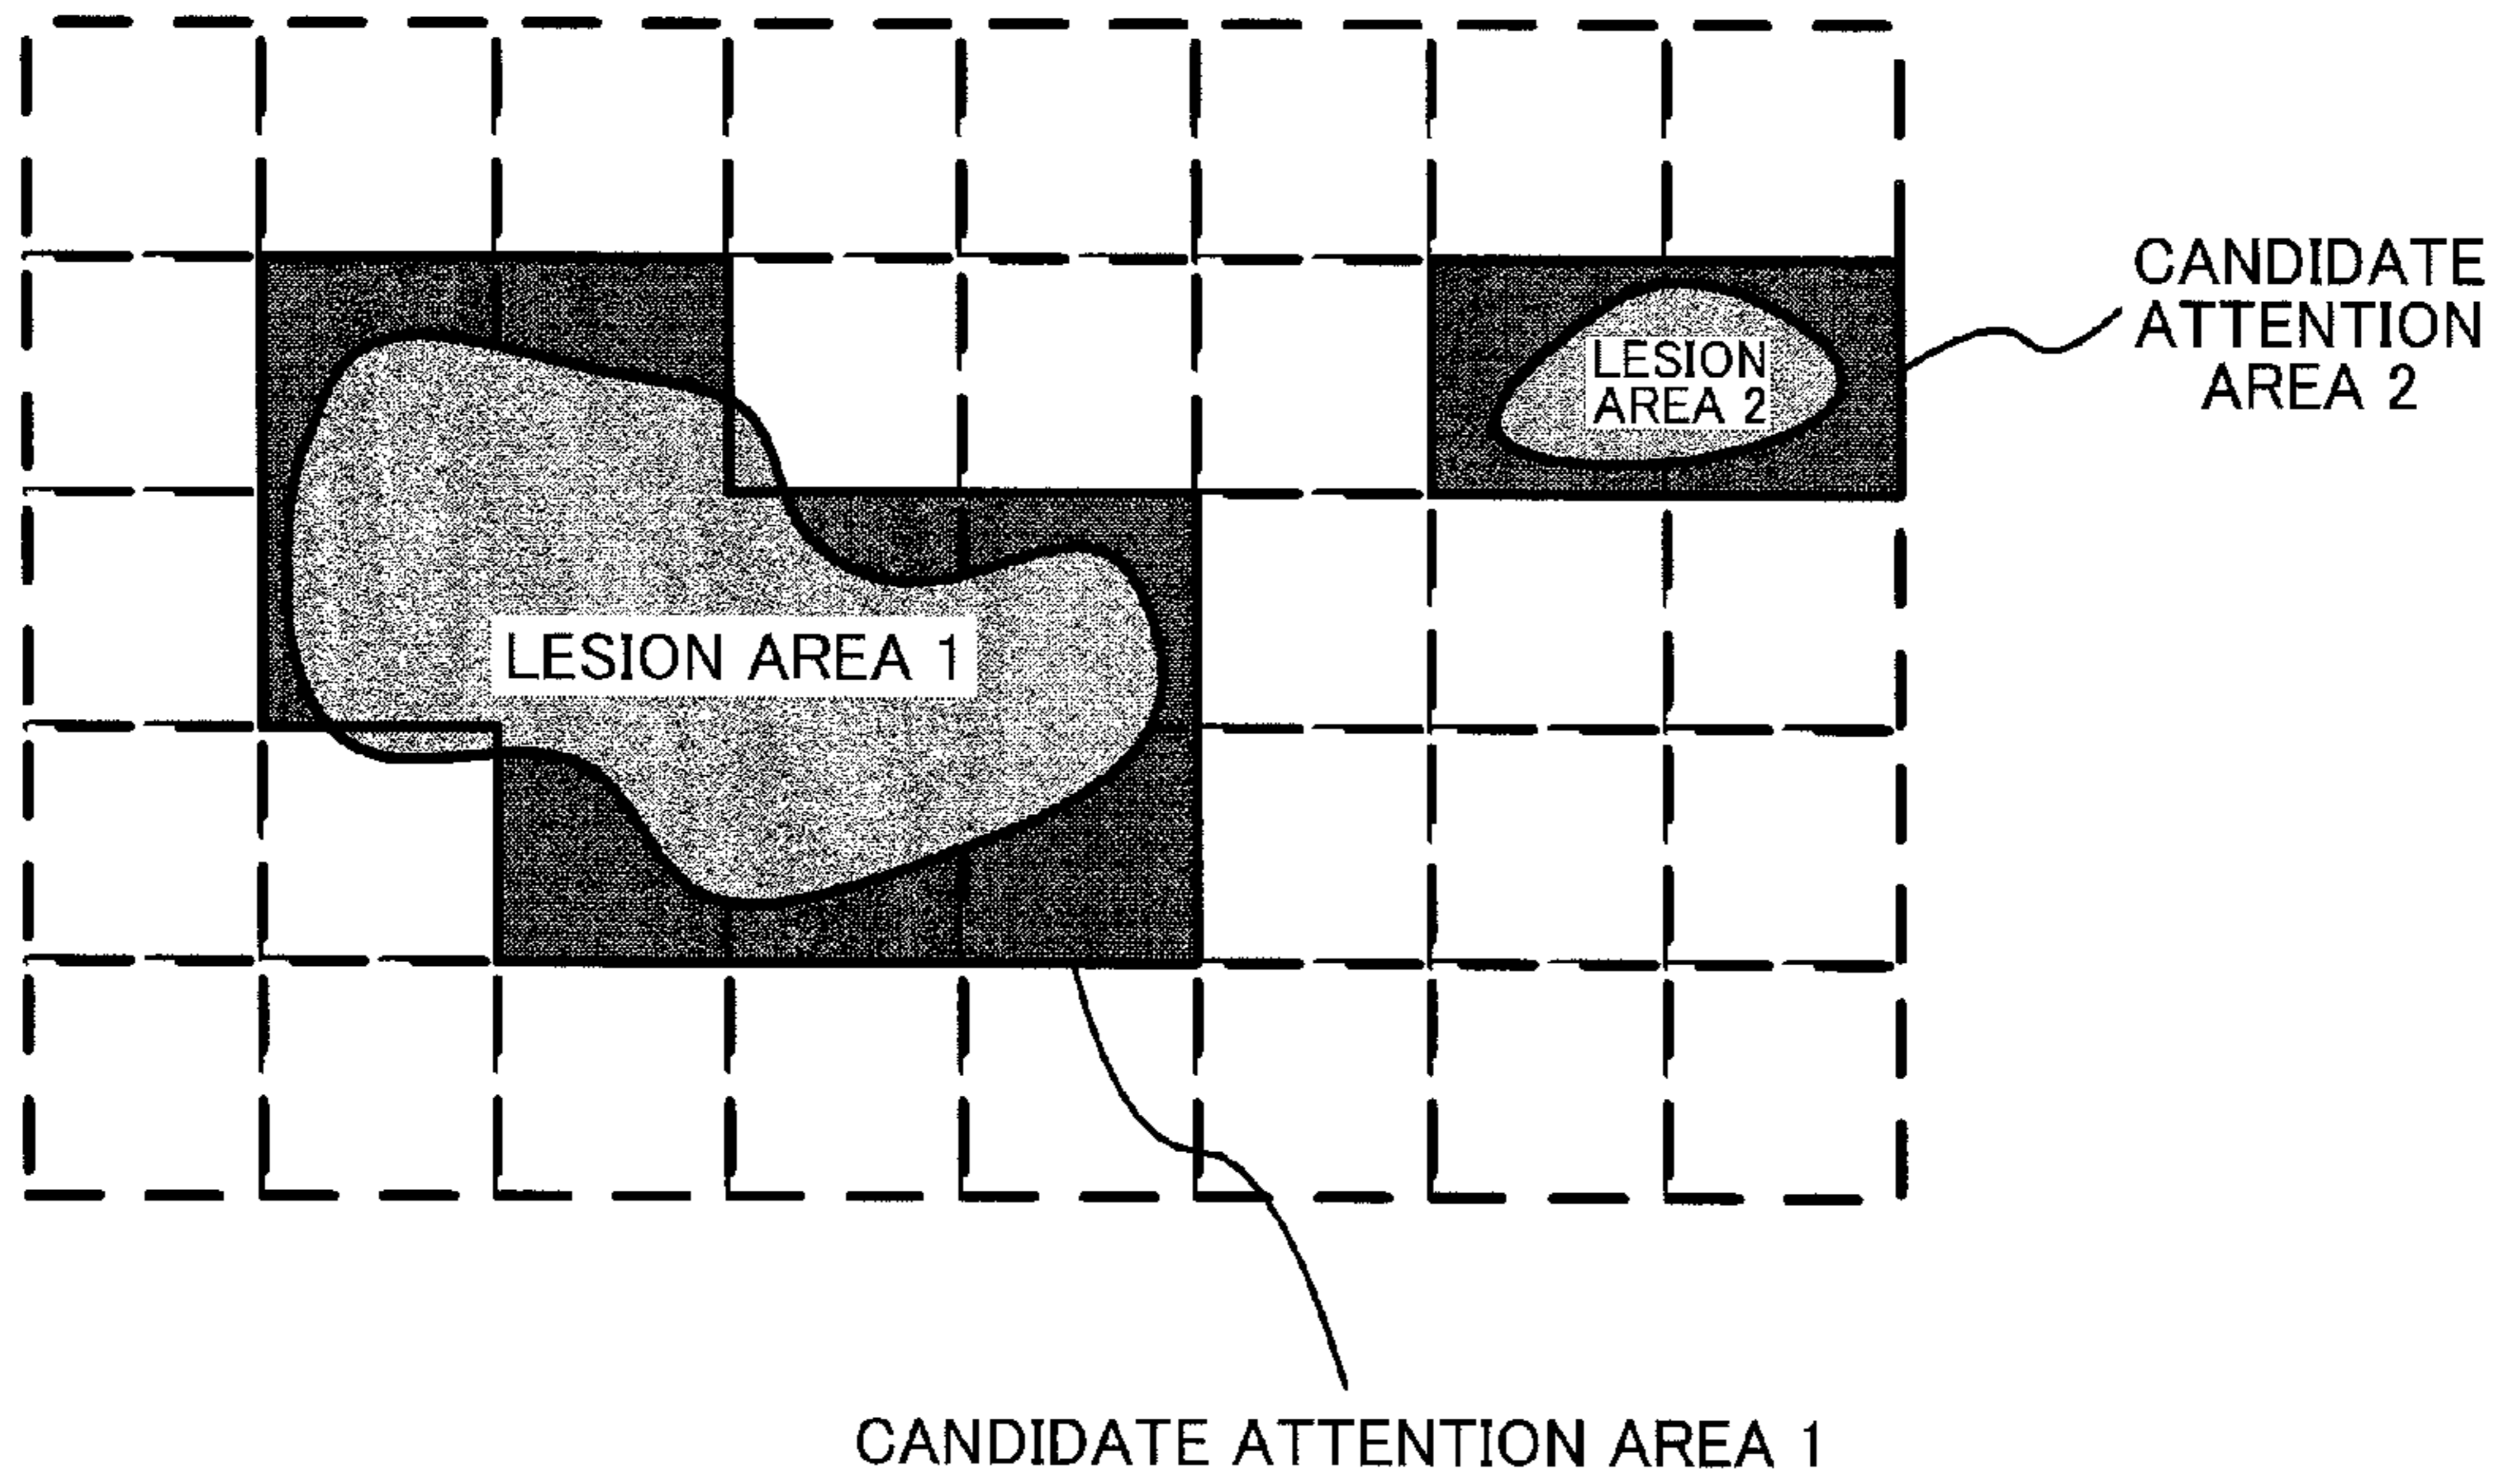 CANDIDATE
ATTENTION
AREA 2
LESION
AREA 2
LESION AREA 1
CANDIDATE ATTENTION AREA 1